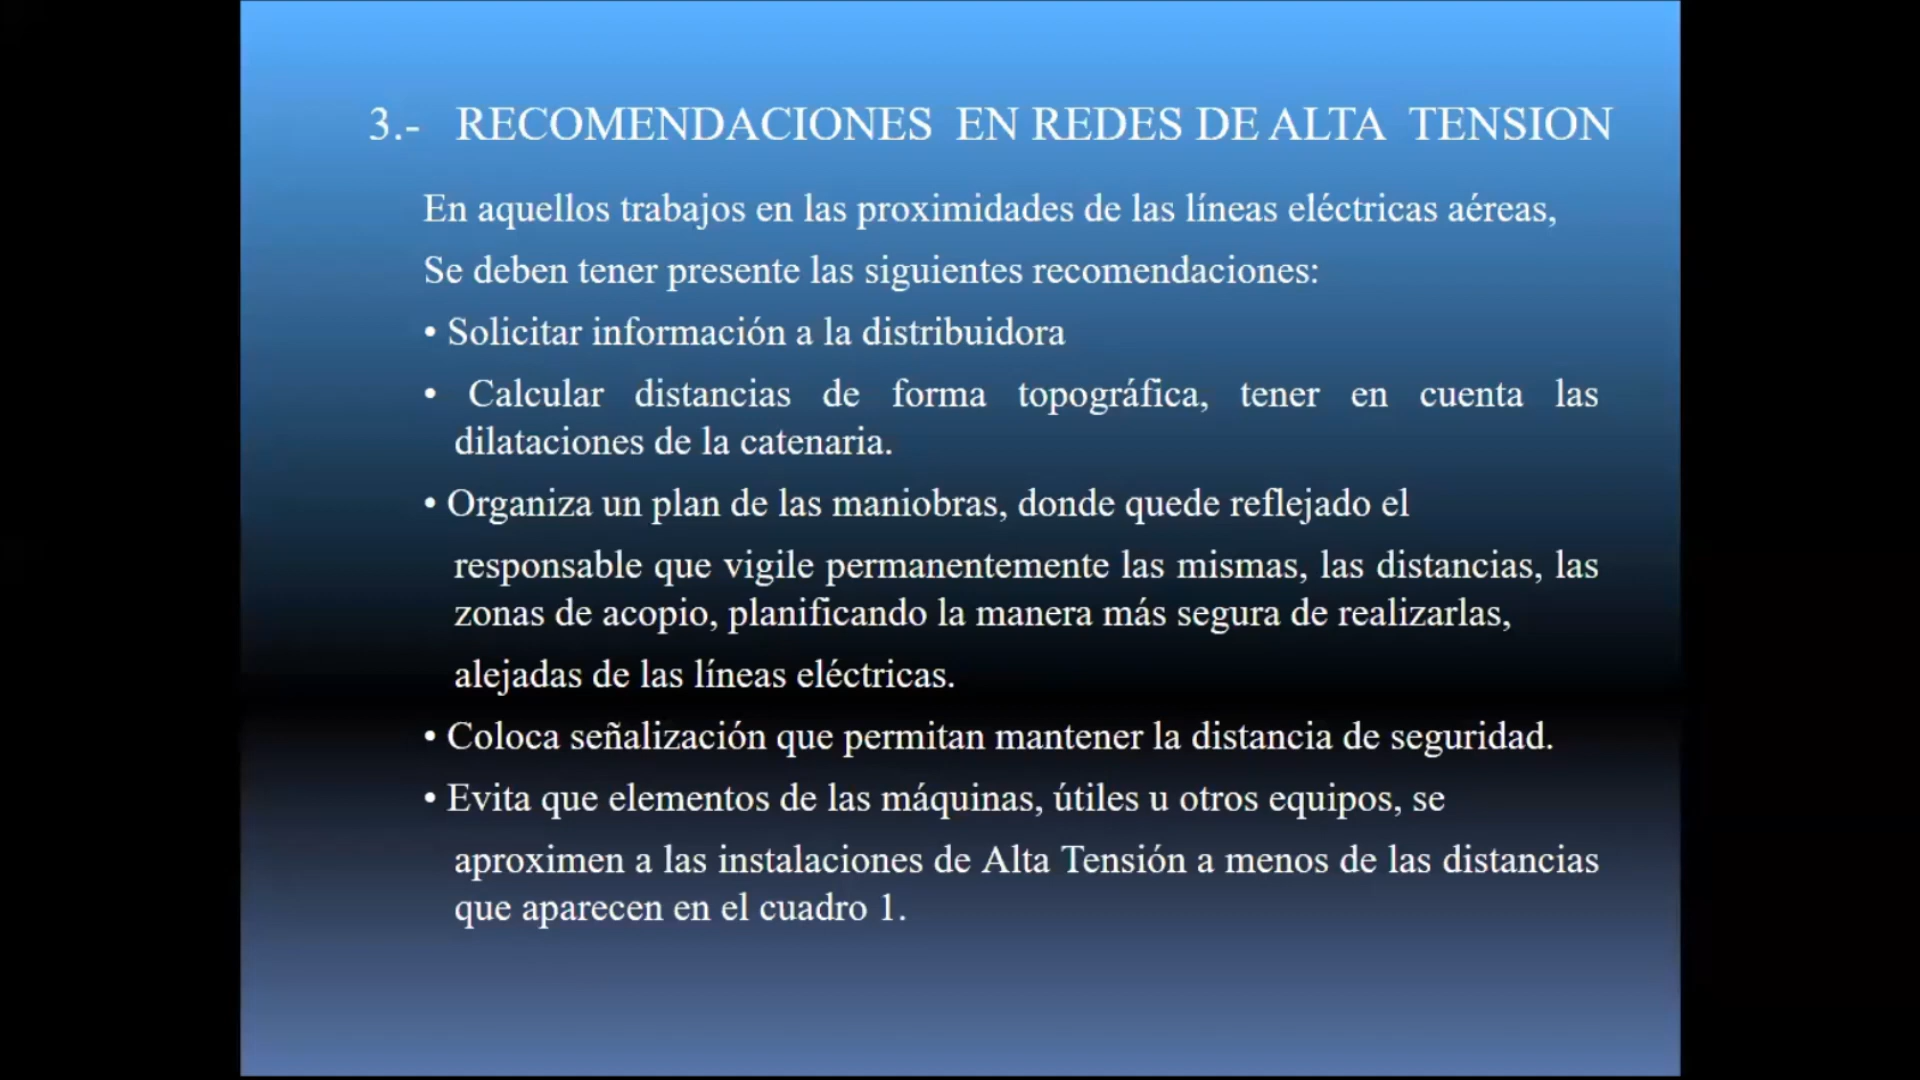 3.- RECOMENDACIONES EN REDES DE ALTA TENSION
En aquellos trabajos en las proximidades de las líneas eléctricas aéreas,
Se deben tener presente las siguientes recomendaciones:
• Solicitar información a la distribuidora
• Calcular distancias de forma topográfica, tener en cuenta las
dilataciones de la catenaria.
• Organiza un plan de las maniobras, donde quede reflejado el
responsable que vigile permanentemente las mismas, las distancias, las
zonas de acopio, planificando la manera más segura de realizarlas,
alejadas de las líneas eléctricas.
• Coloca señalización que permitan mantener la distancia de seguridad.
• Evita que elementos de las máquinas, útiles u otros equipos, se
aproximen a las instalaciones de Alta Tensión a menos de las distancias
que aparecen en el cuadro 1.